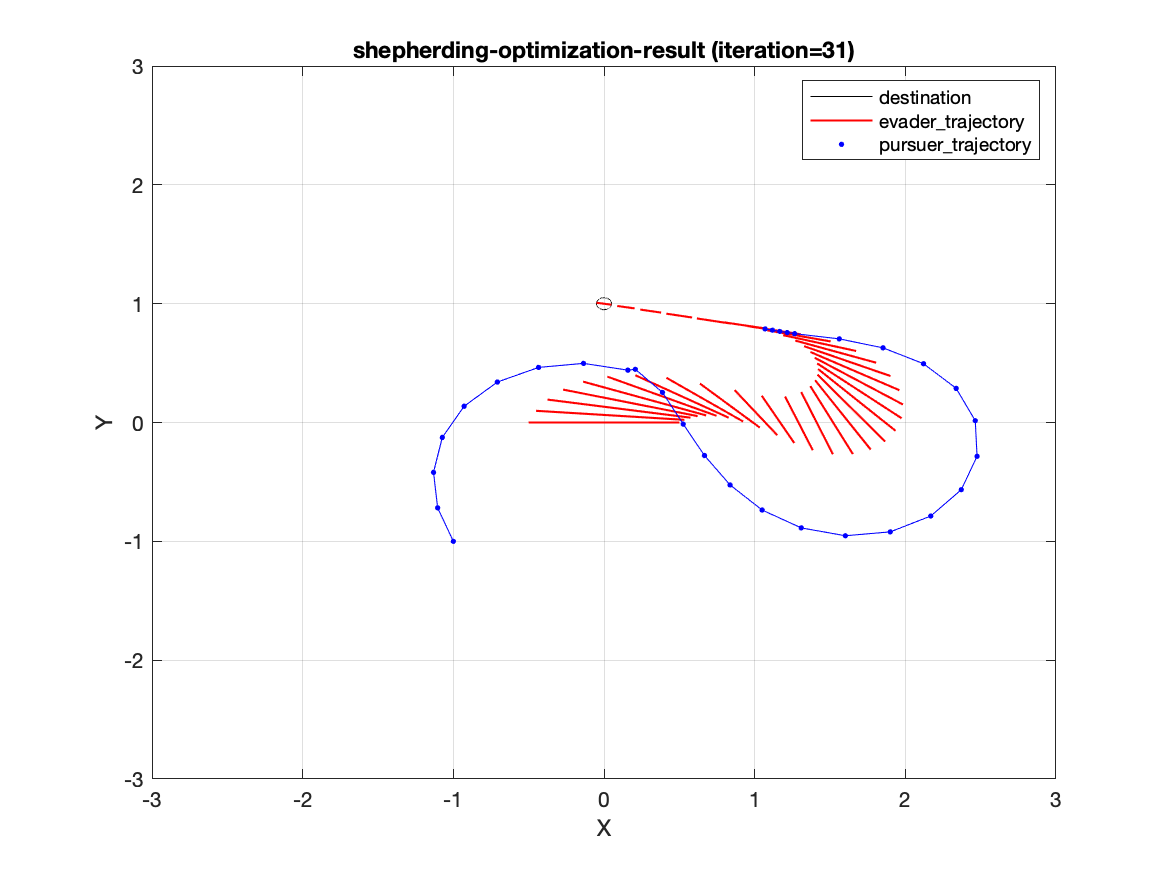 shepherding-optimization-result (iteration=31)
destination
evader_trajectory
pursuer_trajectory
3
2
1
0
-1
-2
-3
Y
-3 -2 -1 0 1 2 3
X